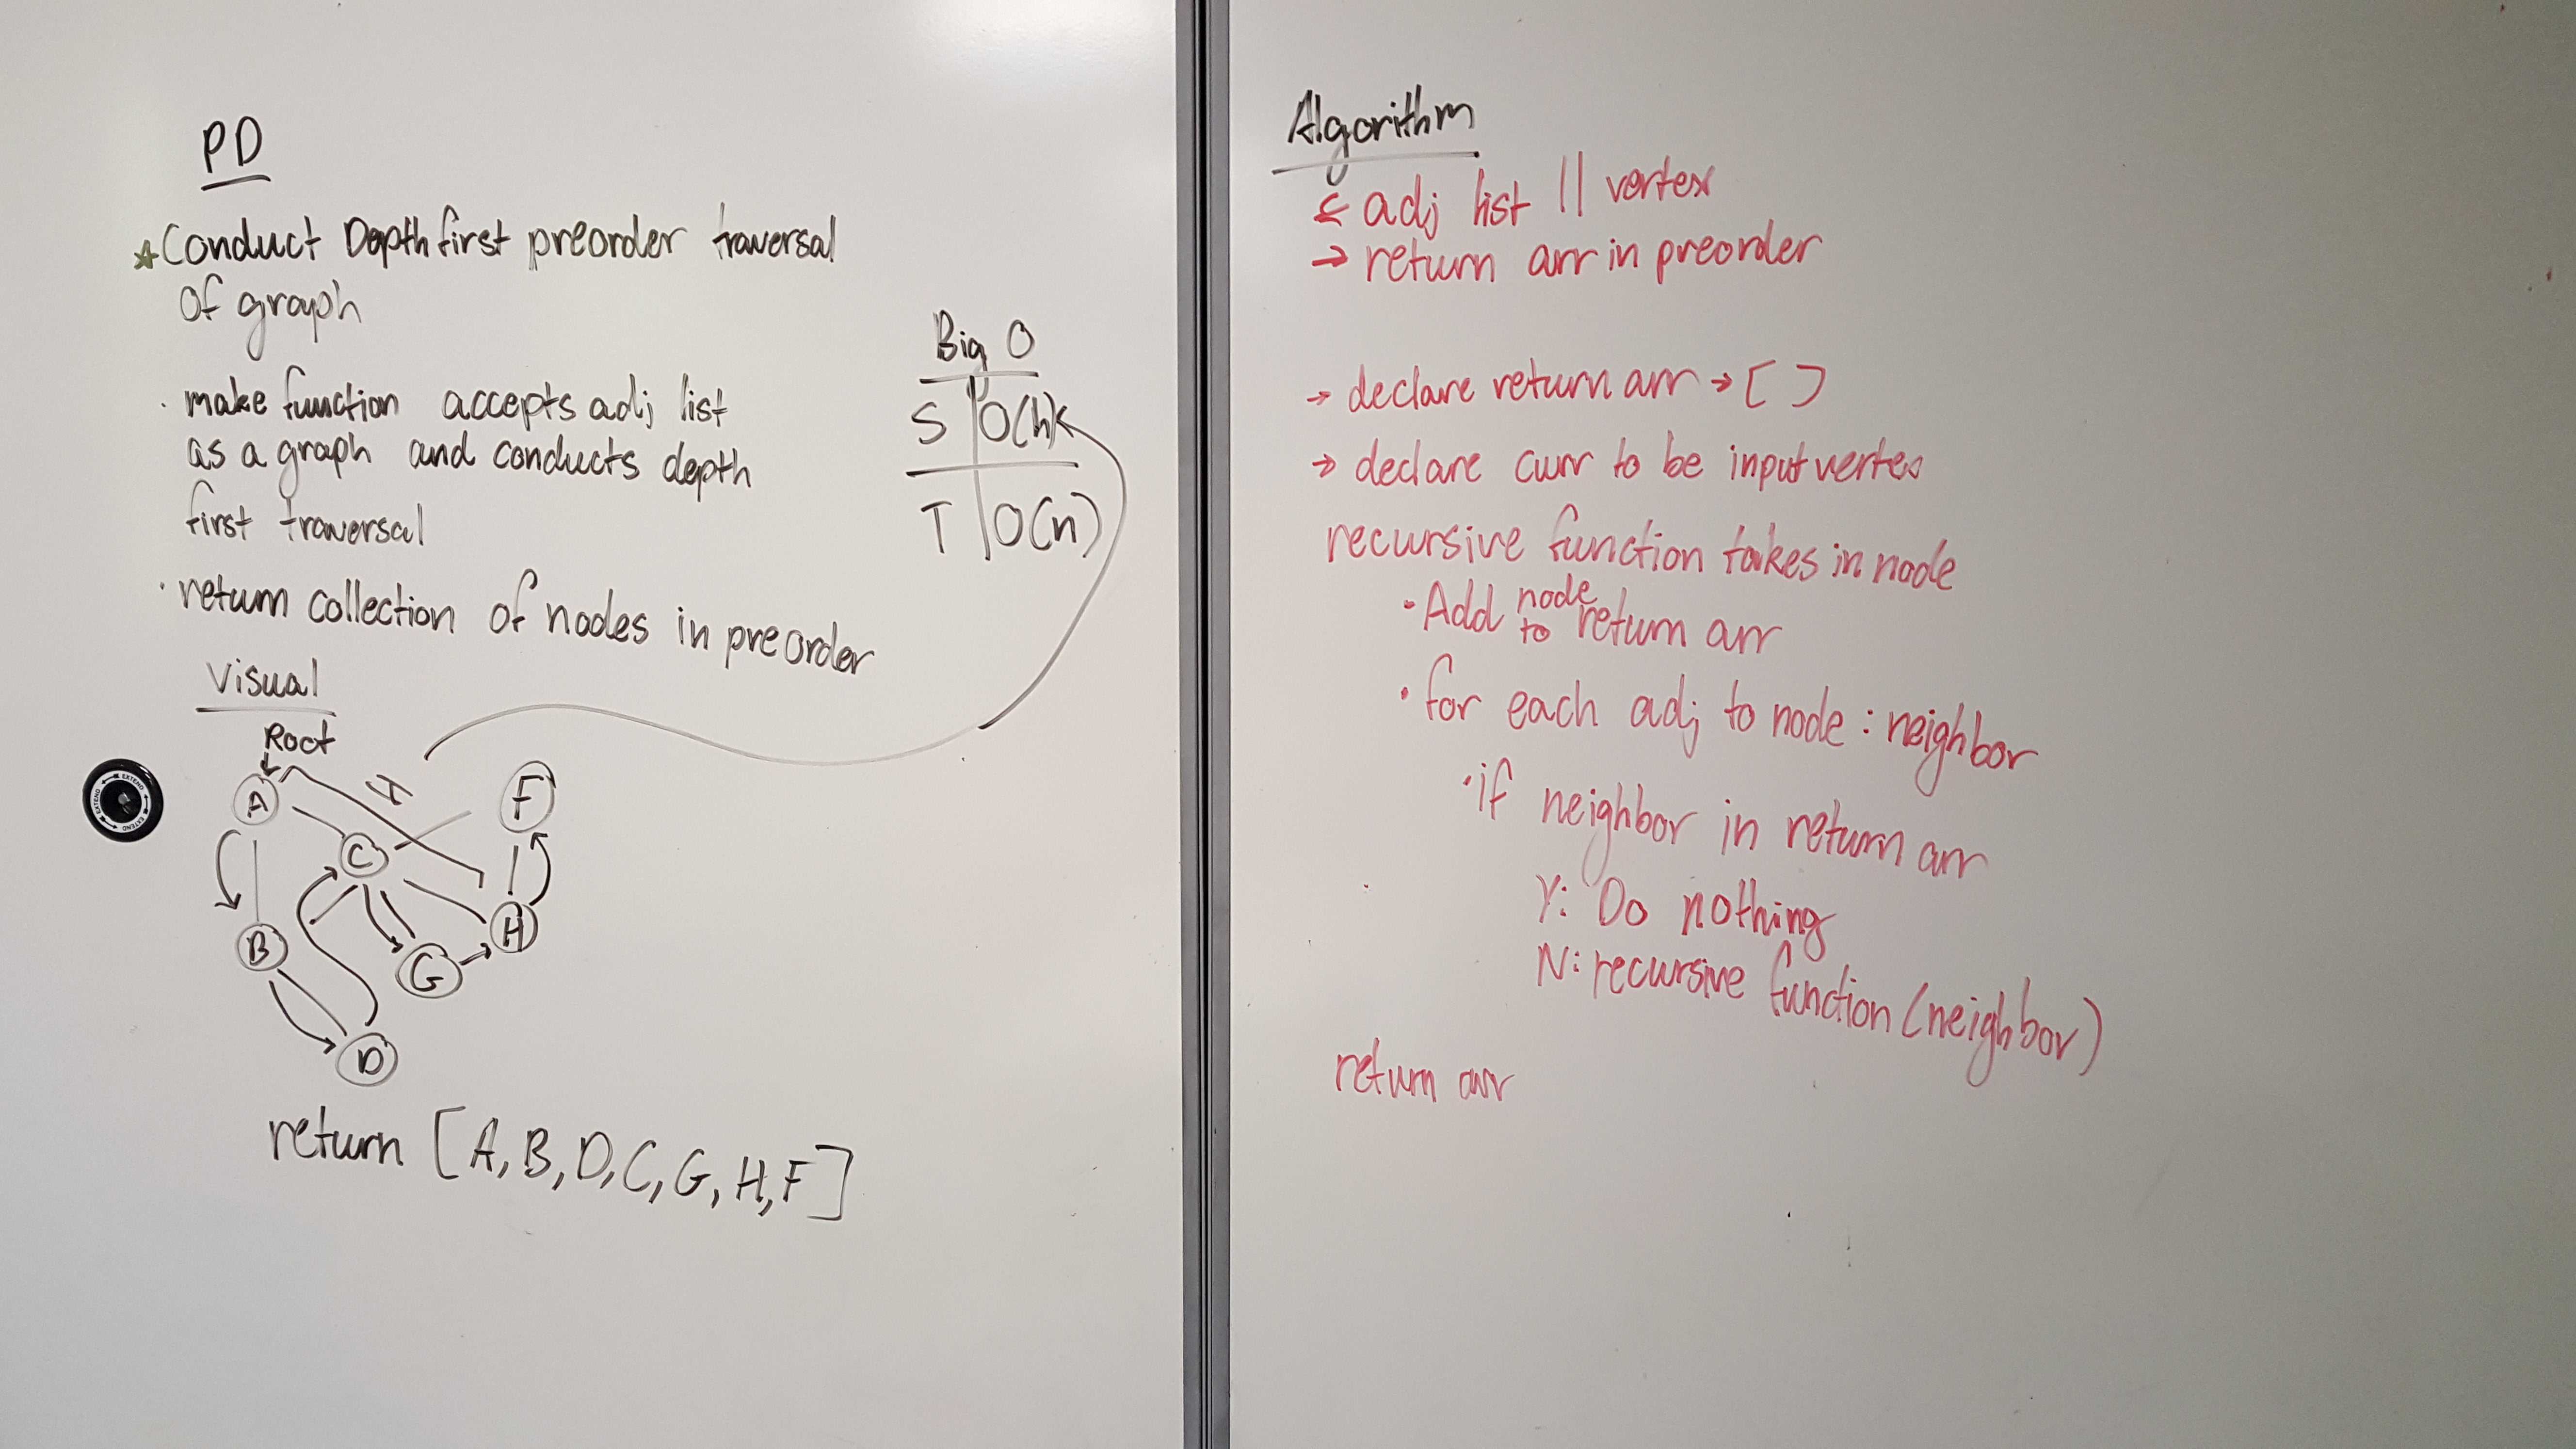 PD
Conduct Depth first preorder traversal
of graph
· make function accepts adj list
as a graph and conducts depth
first traversal
· return collection of nodes in preorder
Big O
S O(h)
T O(n)
Visual
Root
A
H
F
C
B
G
H
D
EXTEND EXTEND EXTEND
return [A, B, D, C, G, H, F]
Algorithm
← adj list || vertex
→ return arr in preorder
→ declare return arr → [ ]
→ declare curr to be input vertex
recursive function takes in node
· Add node to return arr
· for each adj to node : neighbor
· if neighbor in return arr
Y: Do nothing
N: recursive function (neighbor)
return arr